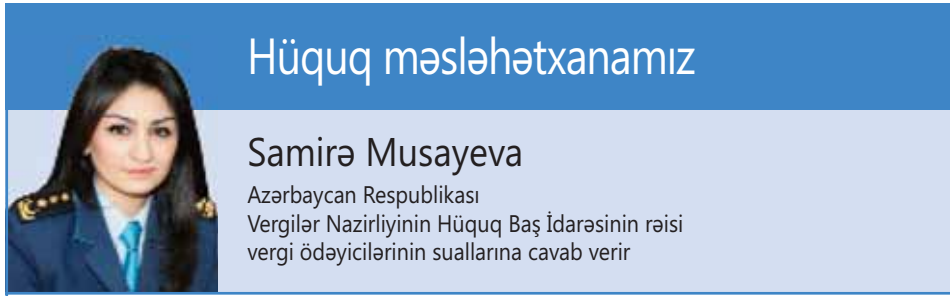 Hüquq məsləhətxanamız
Samirə Musayeva
Azərbaycan Respublikası
Vergilər Nazirliyinin Hüquq Baş İdarəsinin rəisi
vergi ödəyicilərinin suallarına cavab verir